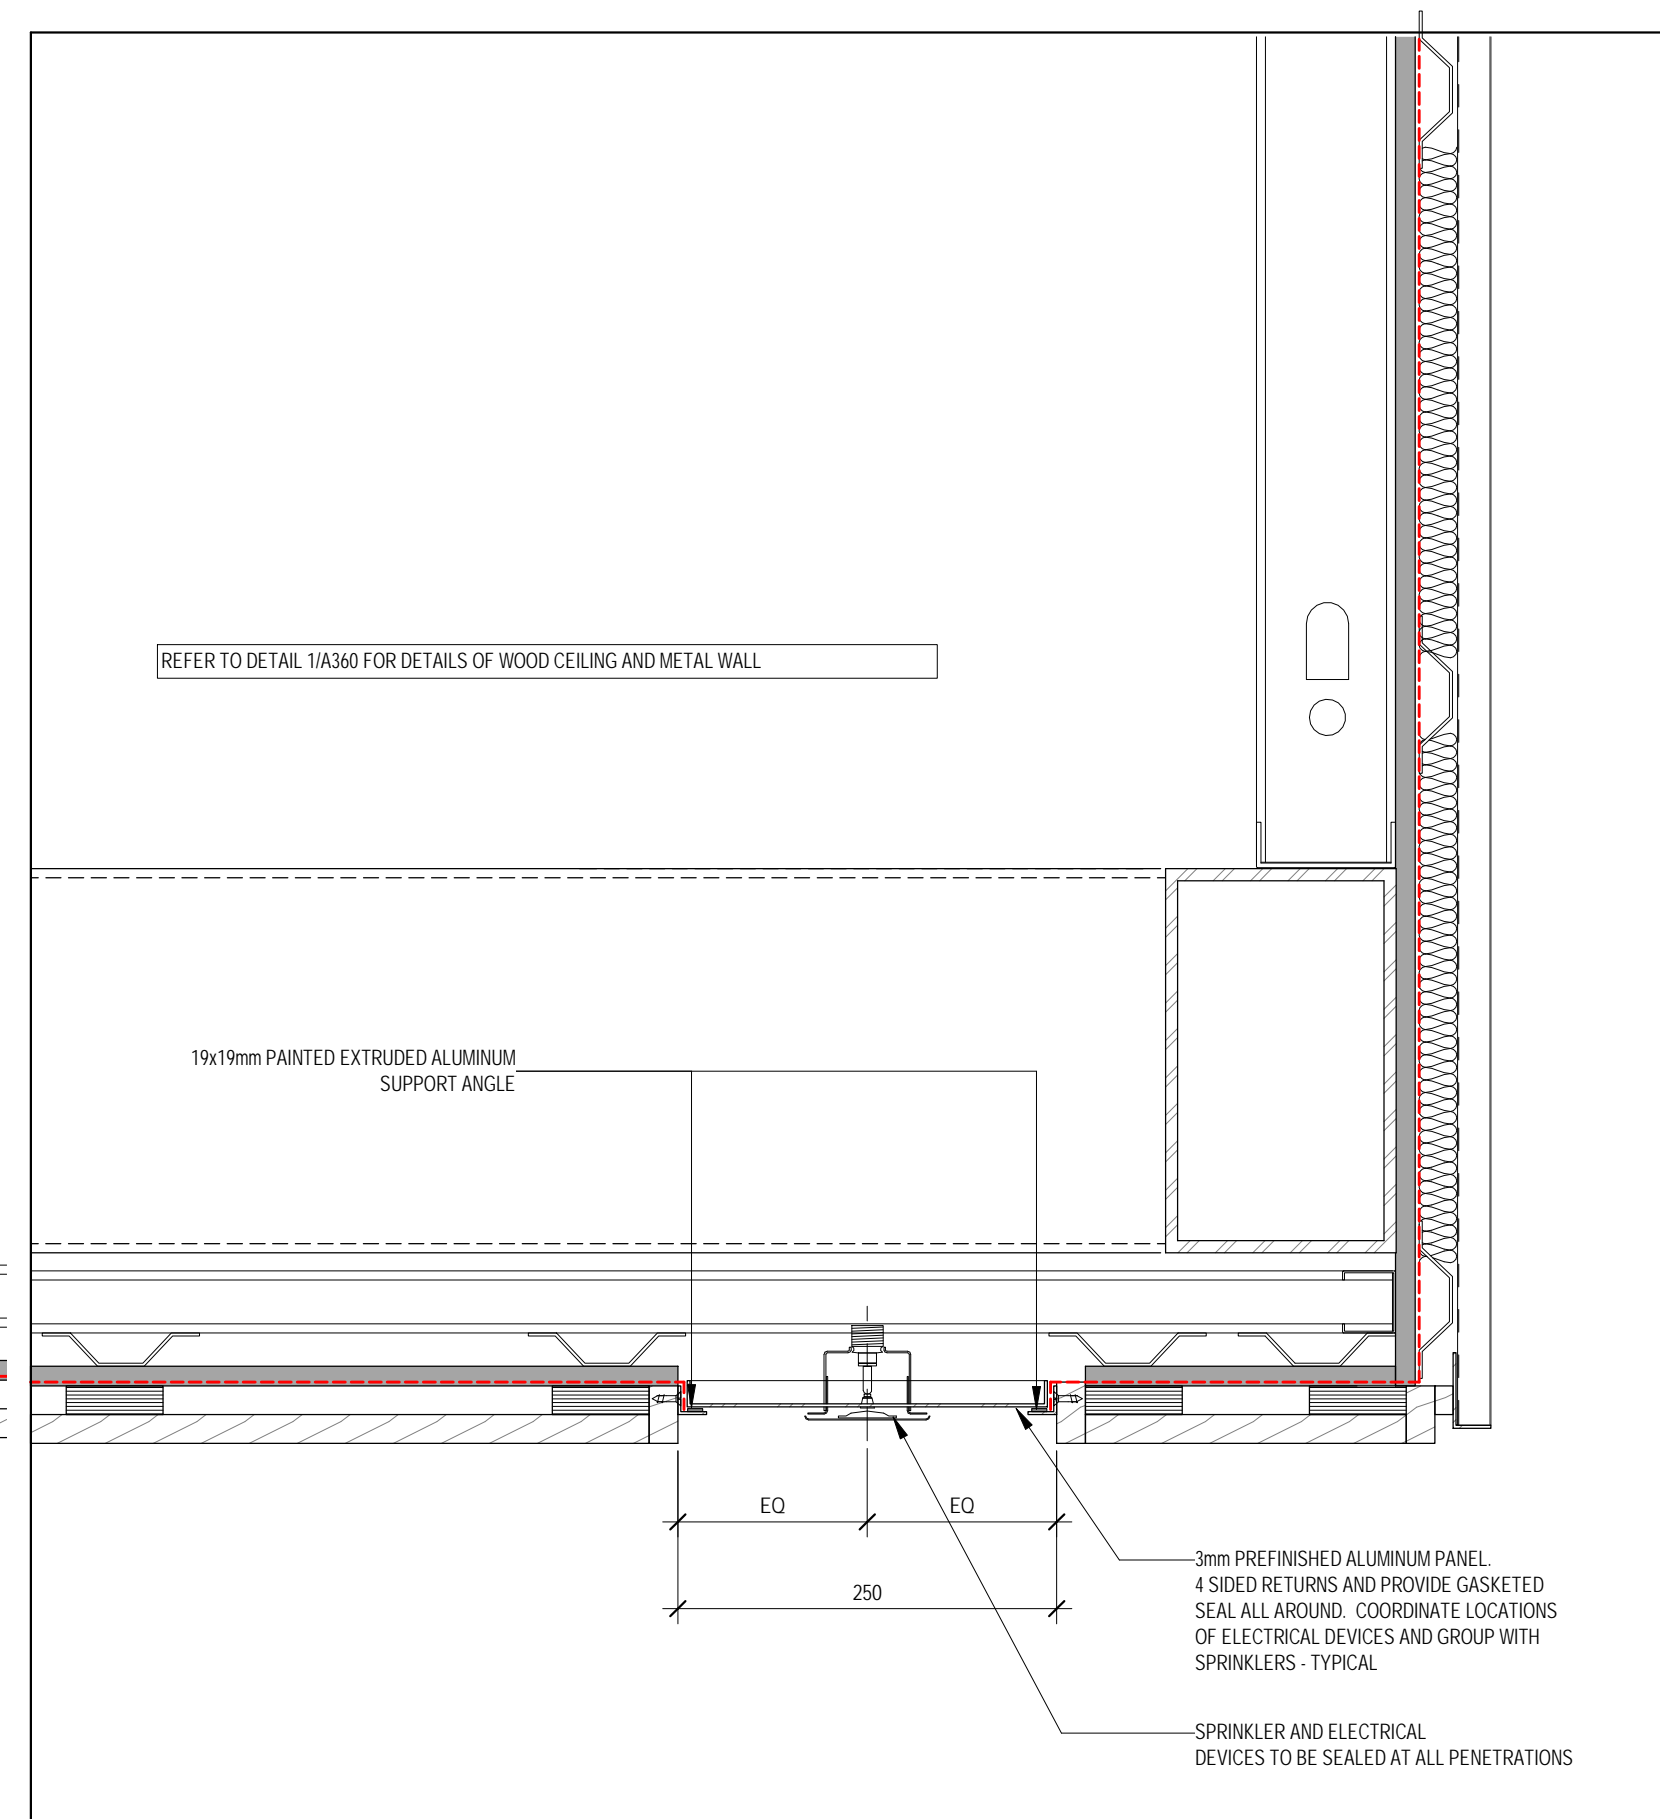 REFER TO DETAIL 1/A360 FOR DETAILS OF WOOD CEILING AND METAL WALL
19x19mm PAINTED EXTRUDED ALUMINUM
SUPPORT ANGLE
EQ
EQ
250
3mm PREFINISHED ALUMINUM PANEL.
4 SIDED RETURNS AND PROVIDE GASKETED
SEAL ALL AROUND. COORDINATE LOCATIONS
OF ELECTRICAL DEVICES AND GROUP WITH
SPRINKLERS - TYPICAL
SPRINKLER AND ELECTRICAL
DEVICES TO BE SEALED AT ALL PENETRATIONS